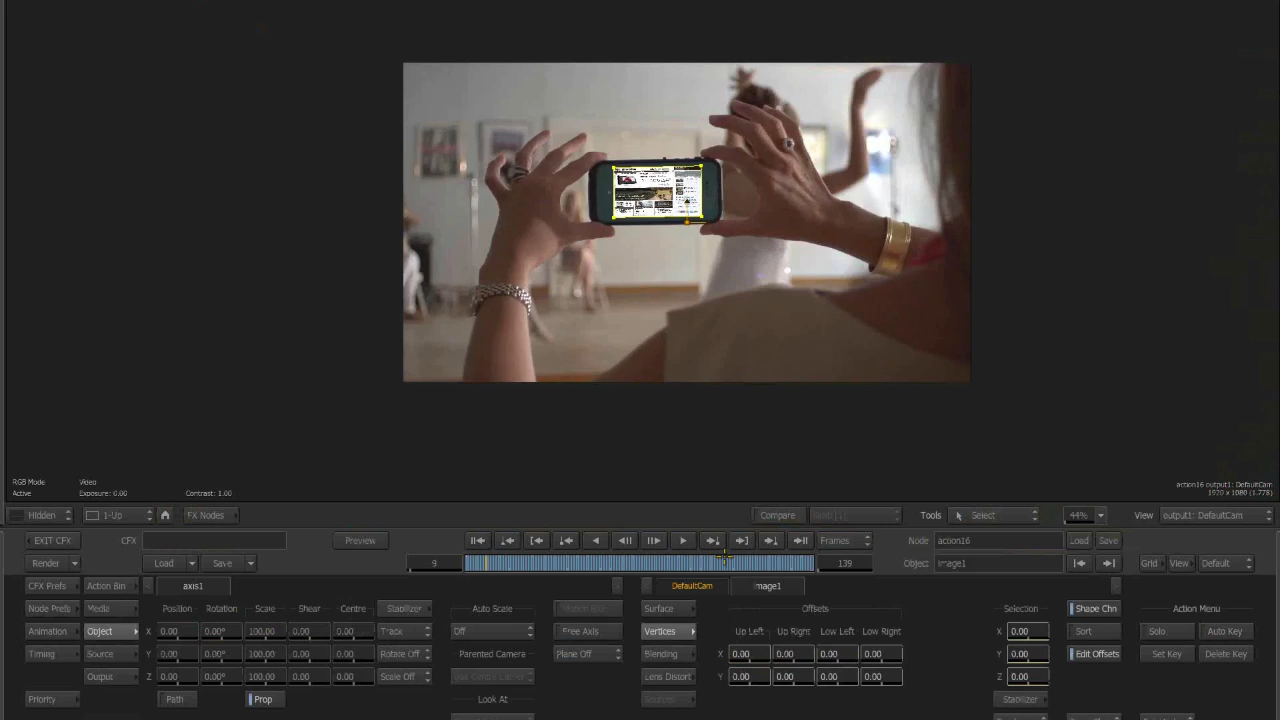 RGB Mode Video
Active Exposure: 0.00 Contrast: 1.00
action16 output1: DefaultCam
1920 x 1080 (1.778)
Hidden 1-Up FX Nodes Compare Tools Select 44% View output1: DefaultCam
EXIT CFX CFX Preview Frames Node action16 Load Save
Render Load Save 9 139 Object image1 Grid View Default
CFX Prefs Action Bin axis1 DefaultCam image1
Node Prefs Media Position Rotation Scale Shear Centre Stabilizer Auto Scale Motion Blur Surface Offsets Selection Shape Chn Action Menu
Animation Object X 0.00 0.00° 100.00 0.00 0.00 Track Off Free Axis Vertices Up Left Up Right Low Left Low Right X 0.00 Sort Solo Auto Key
Timing Source Y 0.00 0.00° 100.00 0.00 0.00 Rotate Off Parented Camera Plane Off Blending X 0.00 0.00 0.00 0.00 Y 0.00 Edit Offsets Set Key Delete Key
Output Z 0.00 0.00° 100.00 0.00 0.00 Scale Off Lens Distort Y 0.00 0.00 0.00 0.00 Z 0.00
Priority Path Prop Look At Stabilizer